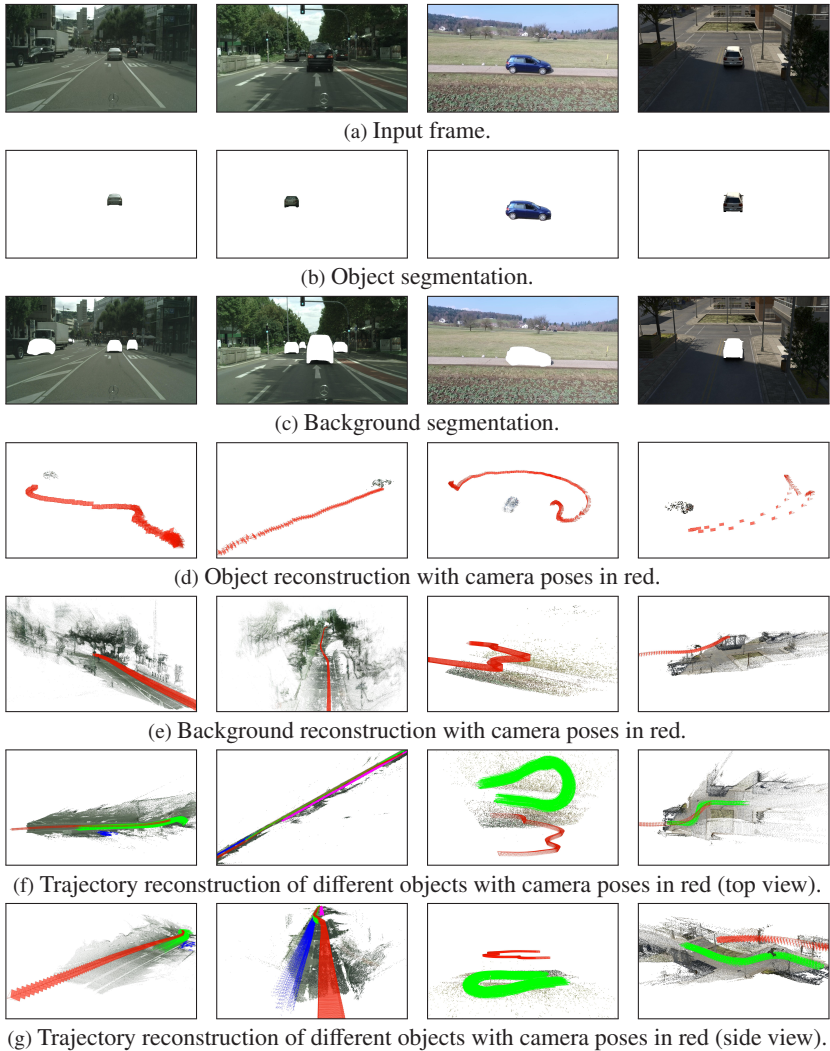 (a) Input frame.
(b) Object segmentation.
(c) Background segmentation.
(d) Object reconstruction with camera poses in red.
(e) Background reconstruction with camera poses in red.
(f) Trajectory reconstruction of different objects with camera poses in red (top view).
(g) Trajectory reconstruction of different objects with camera poses in red (side view).